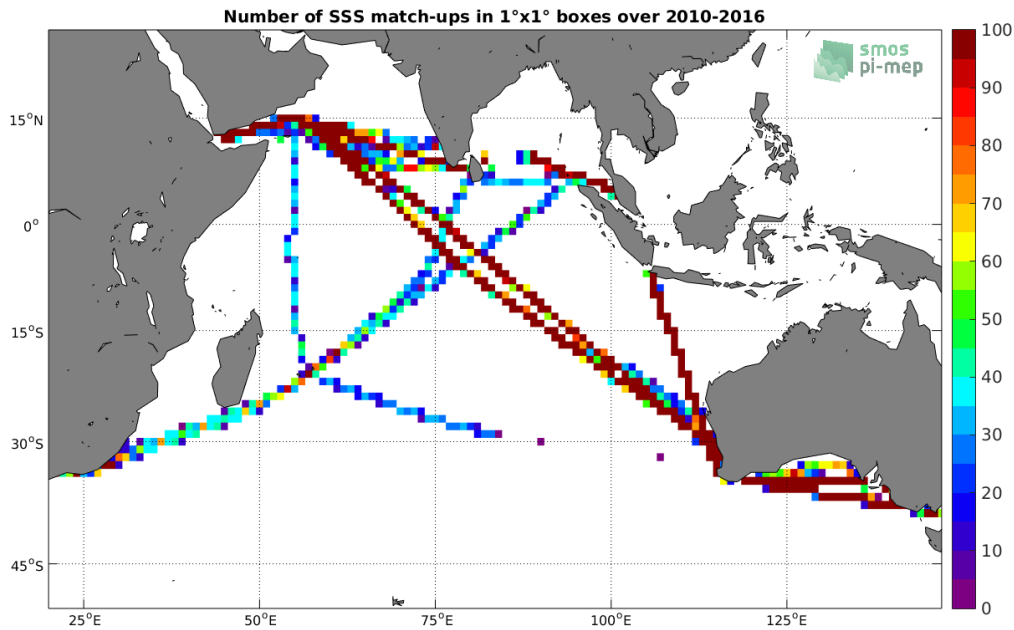 Number of SSS match-ups in 1°x1° boxes over 2010-2016
smos
pi-mep
100
90
80
70
60
50
40
30
20
10
0
15°N
0°
15°S
30°S
45°S
25°E
50°E
75°E
100°E
125°E